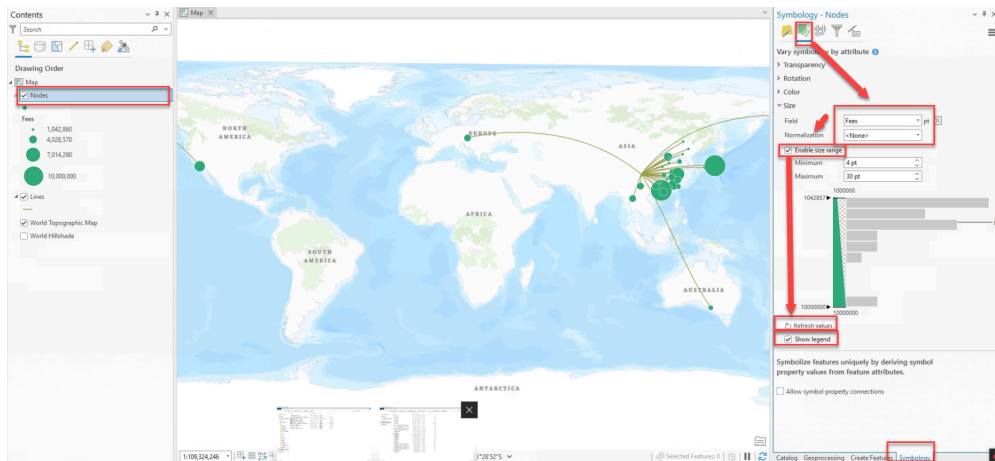 Contents
Search
Drawing Order
Map
Nodes
Fees
1,042,860
4,028,570
7,014,290
10,000,000
Lines
World Topographic Map
World Hillshade
Map
NORTH
AMERICA
EUROPE
ASIA
AFRICA
SOUTH
AMERICA
AUSTRALIA
ANTARCTICA
1:109,324,246
Selected Features: 0
Symbology - Nodes
Vary symbology by attribute
Transparency
Rotation
Color
Size
Field Fees pt
Normalization <None>
Enable size range
Minimum 4 pt
Maximum 30 pt
1000000
1042857
10000000
10000000
Refresh values
Show legend
Symbolize features uniquely by deriving symbol
property values from feature attributes.
Allow symbol property connections
Catalog Geoprocessing Create Features Symbology